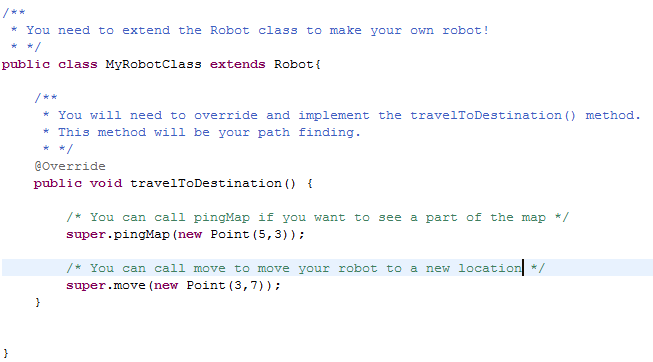 /**
 * You need to extend the Robot class to make your own robot!
 * */
public class MyRobotClass extends Robot{
    /**
     * You will need to override and implement the travelToDestination() method.
     * This method will be your path finding.
     * */
    @Override
    public void travelToDestination() {
        /* You can call pingMap if you want to see a part of the map */
        super.pingMap(new Point(5,3));
        /* You can call move to move your robot to a new location */
        super.move(new Point(3,7));
    }
}